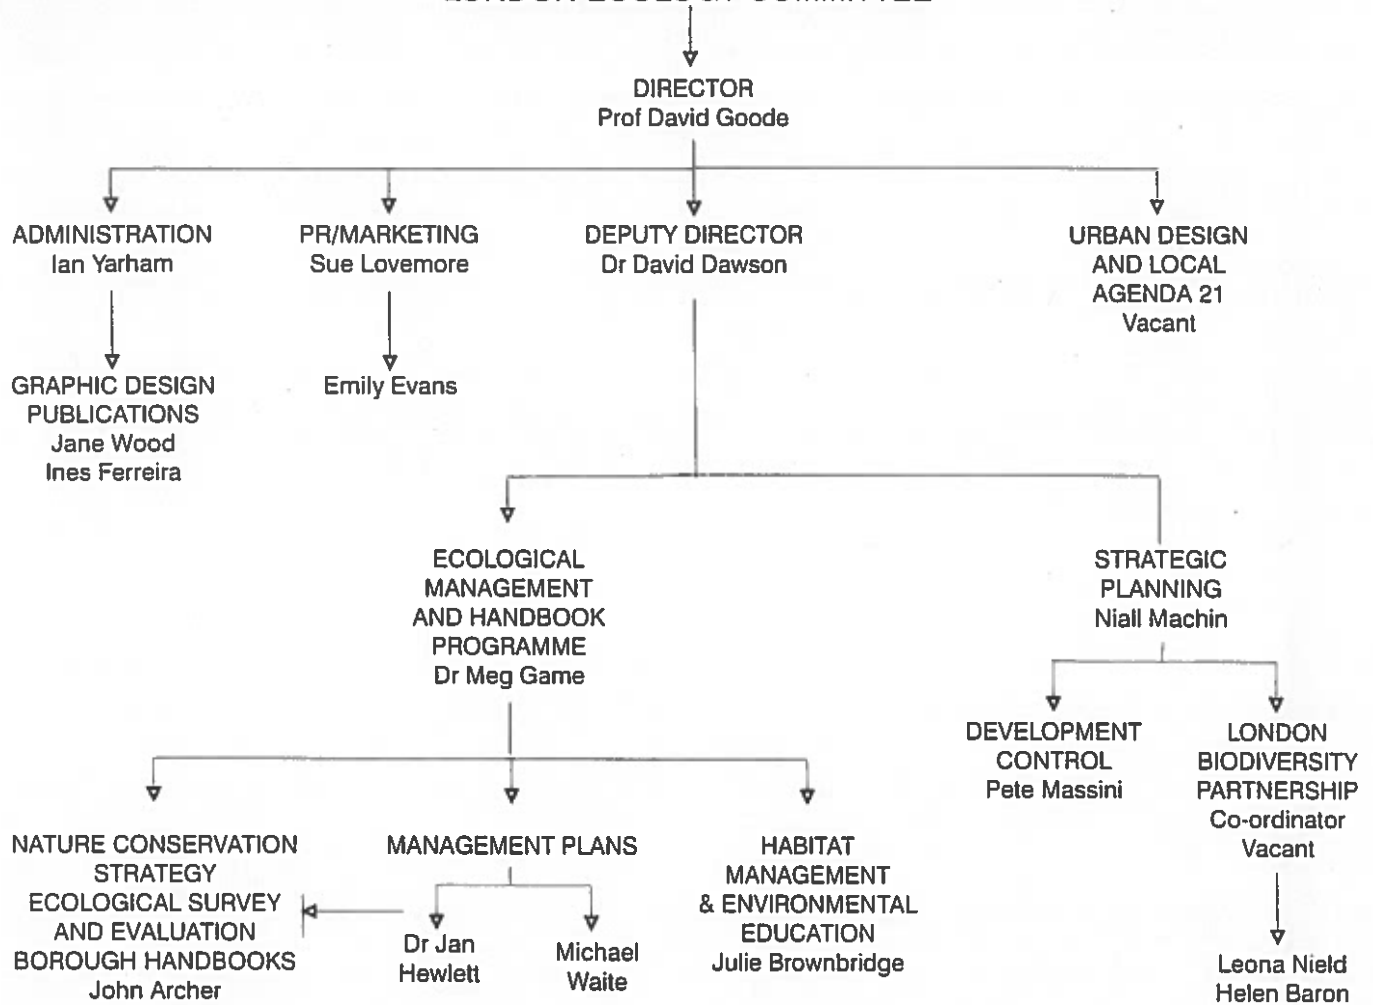 LONDON ECOLOGY COMMITTEE
DIRECTOR
Prof David Goode
ADMINISTRATION
Ian Yarham
PR/MARKETING
Sue Lovemore
DEPUTY DIRECTOR
Dr David Dawson
URBAN DESIGN
AND LOCAL
AGENDA 21
Vacant
GRAPHIC DESIGN
PUBLICATIONS
Jane Wood
Ines Ferreira
Emily Evans
ECOLOGICAL
MANAGEMENT
AND HANDBOOK
PROGRAMME
Dr Meg Game
STRATEGIC
PLANNING
Niall Machin
DEVELOPMENT
CONTROL
Pete Massini
LONDON
BIODIVERSITY
PARTNERSHIP
Co-ordinator
Vacant
NATURE CONSERVATION
STRATEGY
ECOLOGICAL SURVEY
AND EVALUATION
BOROUGH HANDBOOKS
John Archer
MANAGEMENT PLANS
Dr Jan
Hewlett
Michael
Waite
HABITAT
MANAGEMENT
& ENVIRONMENTAL
EDUCATION
Julie Brownbridge
Leona Nield
Helen Baron